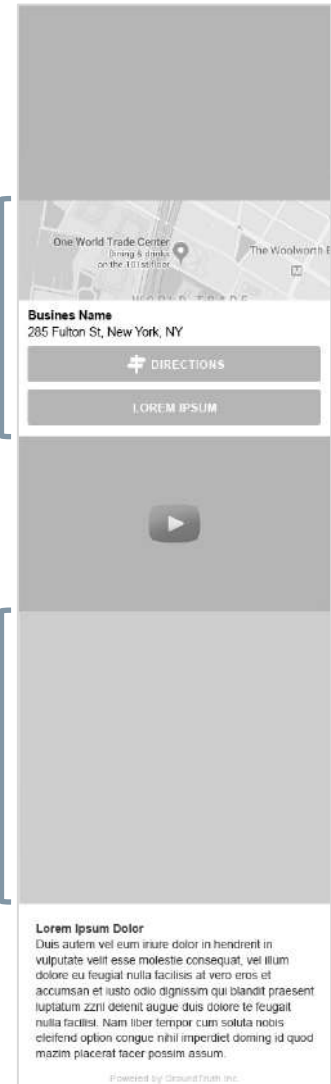 One World Trade Center
Dining & drinks
on the 101st floor
The Woolworth B
WORLD TRADE
Busines Name
285 Fulton St, New York, NY
DIRECTIONS
LOREM IPSUM
Lorem Ipsum Dolor
Duis autem vel eum iriure dolor in hendrerit in
vulputate velit esse molestie consequat, vel illum
dolore eu feugiat nulla facilisis at vero eros et
accumsan et iusto odio dignissim qui blandit praesent
luptatum zzril delenit augue duis dolore te feugait
nulla facilisi. Nam liber tempor cum soluta nobis
eleifend option congue nihil imperdiet doming id quod
mazim placerat facer possim assum.
Powered by GroundTruth Inc.